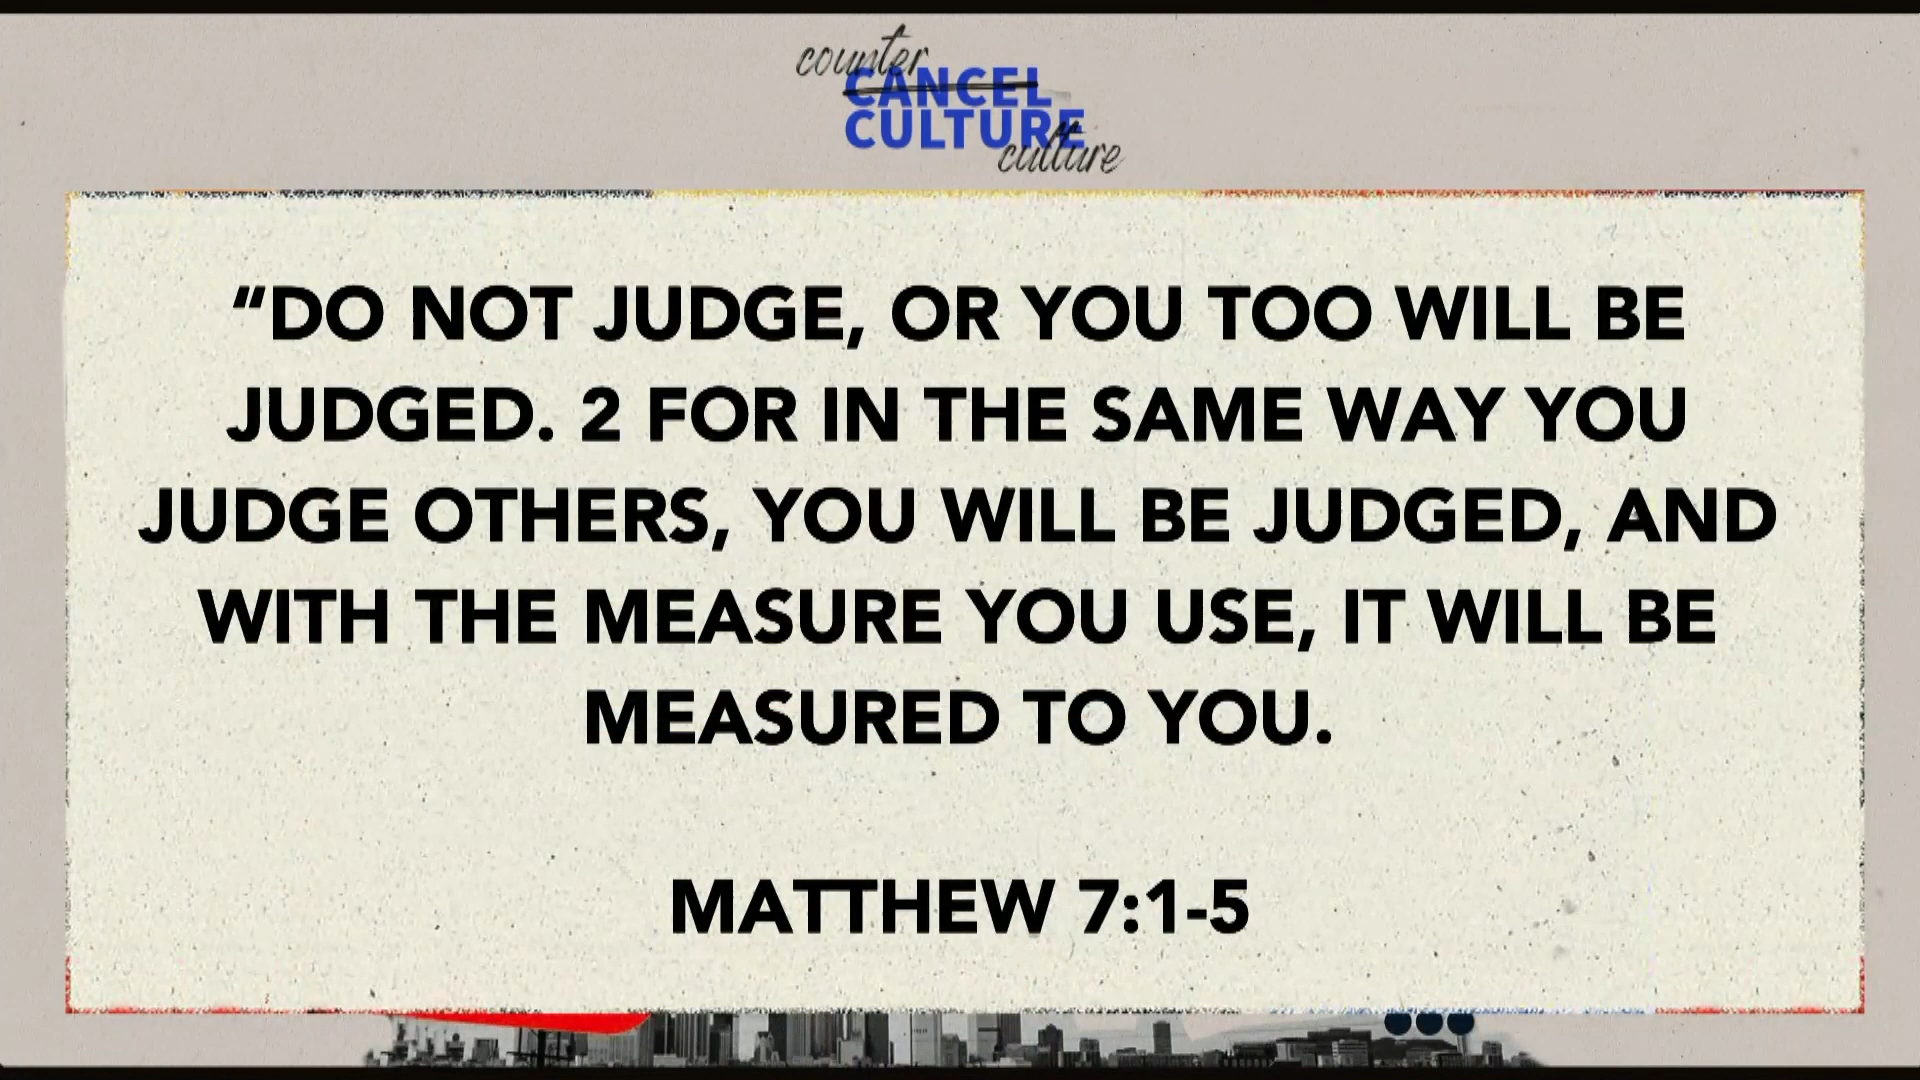 counter
CANCEL
CULTURE
culture
“DO NOT JUDGE, OR YOU TOO WILL BE
JUDGED. 2 FOR IN THE SAME WAY YOU
JUDGE OTHERS, YOU WILL BE JUDGED, AND
WITH THE MEASURE YOU USE, IT WILL BE
MEASURED TO YOU.
MATTHEW 7:1-5